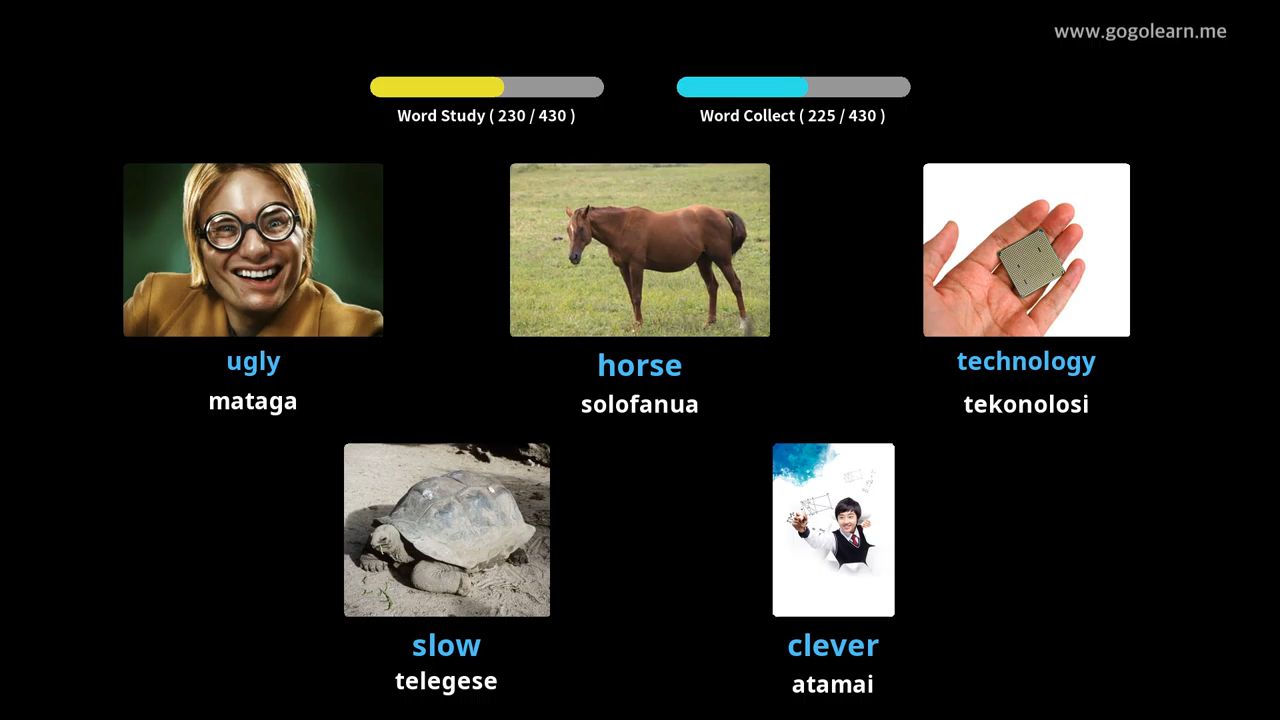 www.gogolearn.me
Word Study ( 230 / 430 )
Word Collect ( 225 / 430 )
ugly
mataga
horse
solofanua
technology
tekonolosi
slow
telegese
clever
atamai